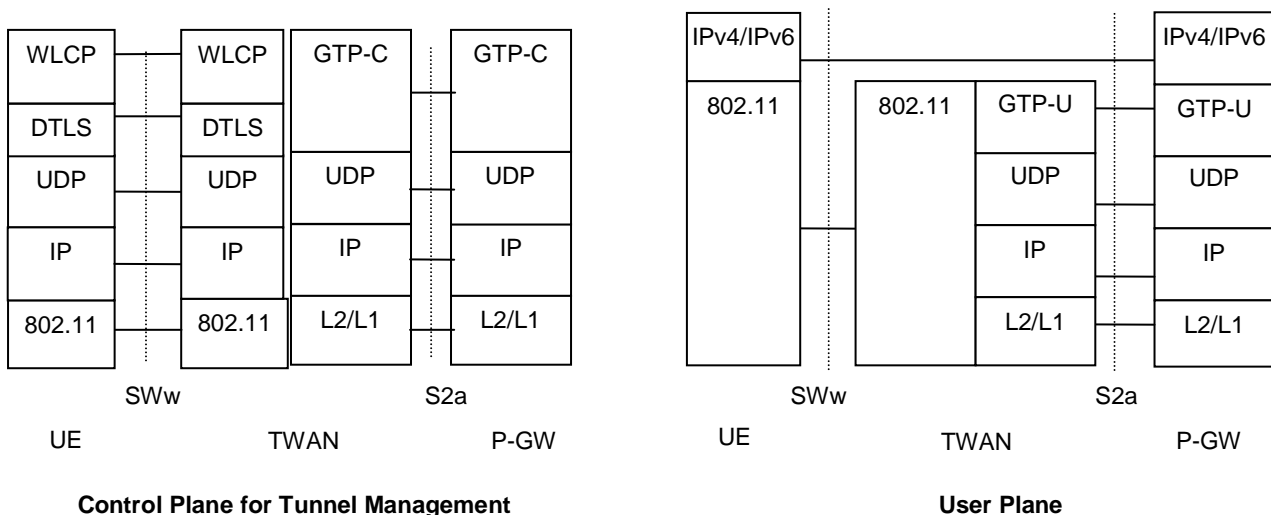 WLCP WLCP GTP-C GTP-C
DTLS DTLS
UDP UDP UDP UDP
IP IP IP IP
802.11 802.11 L2/L1 L2/L1
SWw S2a
UE TWAN P-GW
Control Plane for Tunnel Management
IPv4/IPv6 IPv4/IPv6
802.11 802.11 GTP-U GTP-U
UDP UDP
IP IP
L2/L1 L2/L1
SWw S2a
UE TWAN P-GW
User Plane